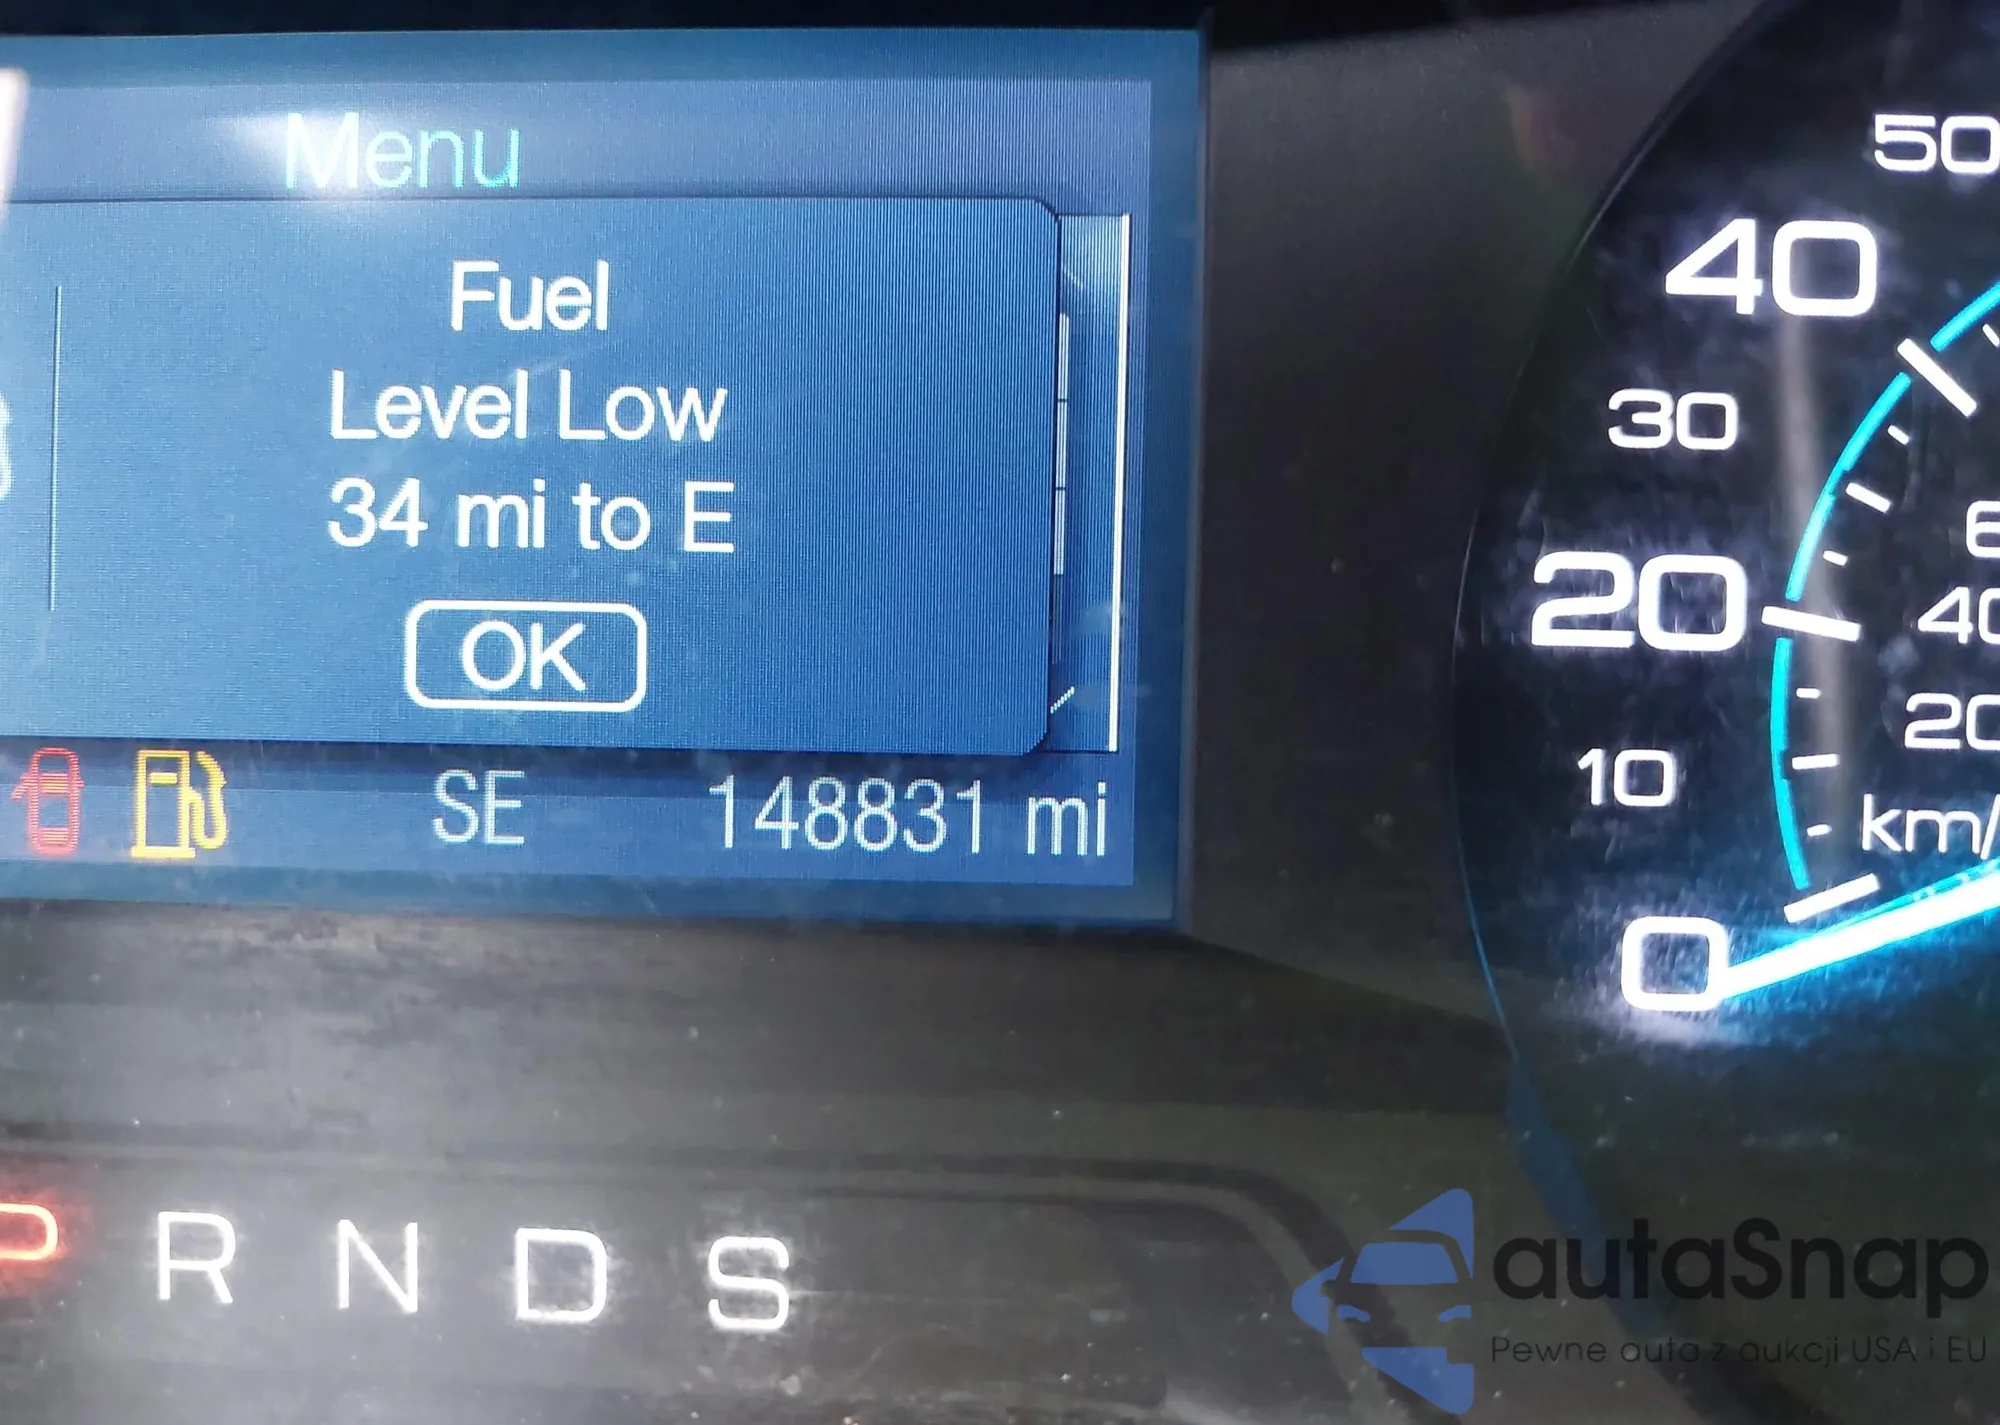 Menu
Fuel
Level Low
34 mi to E
OK
SE 148831 mi
P R N D S
50
40
30
20
10
0
40
20
km/
autaSnap
Pewne auta z aukcji USA i EU